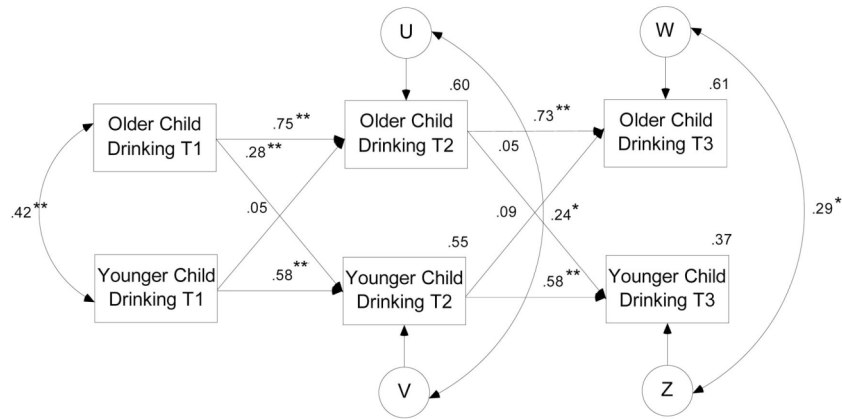 U
W
.60
.61
Older Child
Drinking T1
.75**
.28**
Older Child
Drinking T2
.73**
.05
Older Child
Drinking T3
.42**
.05
.09
.24*
.29*
.55
.37
Younger Child
Drinking T1
.58**
Younger Child
Drinking T2
.58**
Younger Child
Drinking T3
V
Z